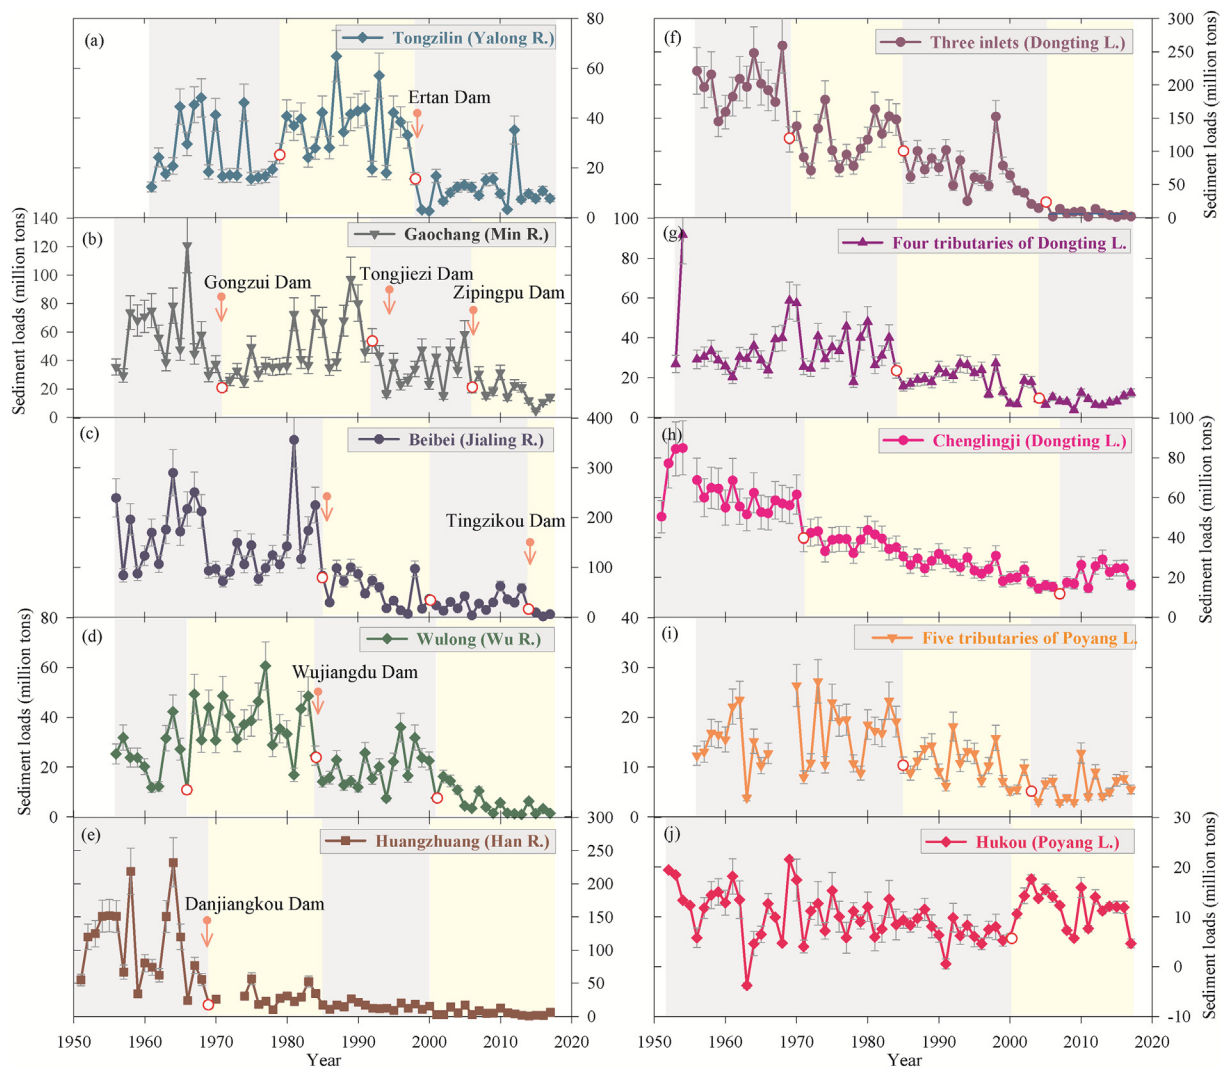 (a)
Tongzilin (Yalong R.)
Ertan Dam
80
60
40
20
0
Sediment loads (million tons)
140
120
100
80
60
40
20
0
(b)
Gaochang (Min R.)
Gongzui Dam
Tongjiezi Dam
Zipingpu Dam
(c)
Beibei (Jialing R.)
Tingzikou Dam
400
300
200
100
0
Sediment loads (million tons)
80
60
40
20
0
(d)
Wulong (Wu R.)
Wujiangdu Dam
(e)
Huangzhuang (Han R.)
Danjiangkou Dam
300
250
200
150
100
50
0
1950
1960
1970
1980
1990
2000
2010
2020
Year
(f)
Three inlets (Dongting L.)
300
250
200
150
100
50
0
Sediment loads (million tons)
100
80
60
40
20
0
(g)
Four tributaries of Dongting L.
(h)
Chenglingji (Dongting L.)
100
80
60
40
20
0
Sediment loads (million tons)
40
30
20
10
0
(i)
Five tributaries of Poyang L.
(j)
Hukou (Poyang L.)
30
20
10
0
-10
Sediment loads (million tons)
1950
1960
1970
1980
1990
2000
2010
2020
Year